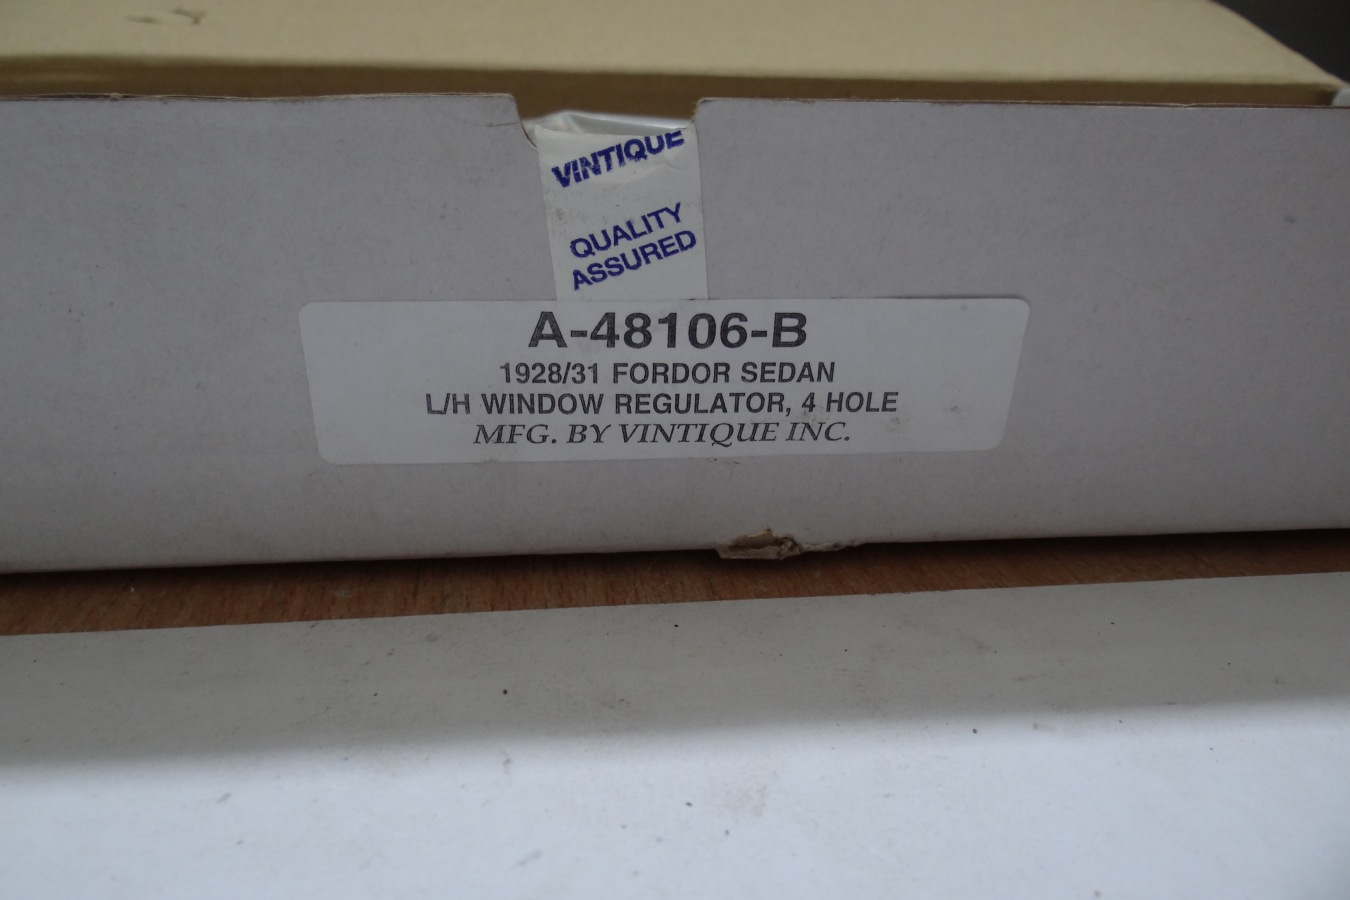 VINTIQUE
QUALITY
ASSURED
A-48106-B
1928/31 FORDOR SEDAN
L/H WINDOW REGULATOR, 4 HOLE
MFG. BY VINTIQUE INC.